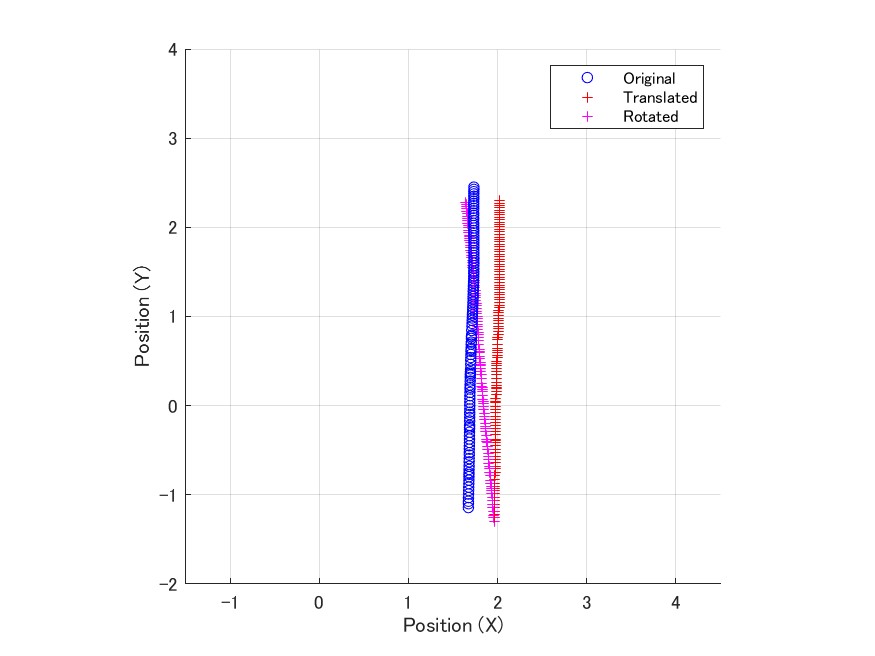 Original
Translated
Rotated
4
3
2
1
0
−1
−2
Position (Y)
−1 0 1 2 3 4
Position (X)